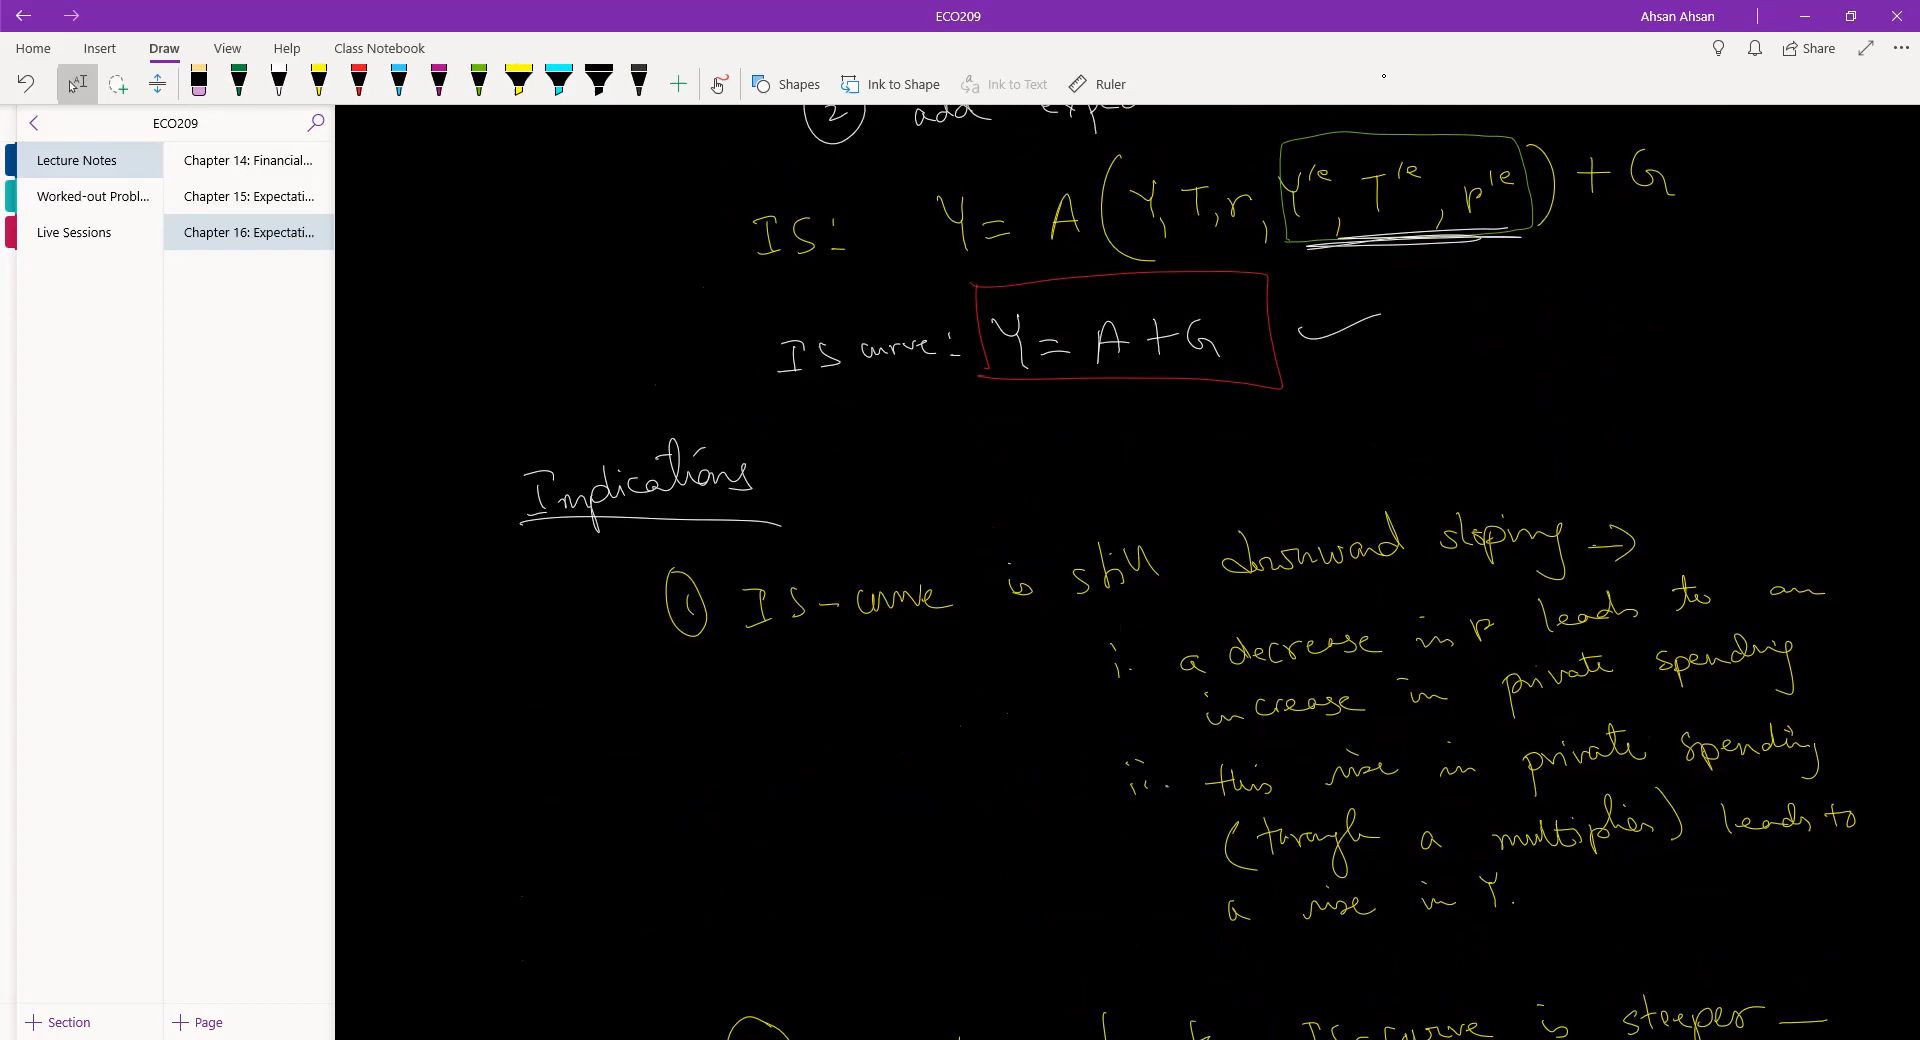 ECO209
Ahsan Ahsan
Home Insert Draw View Help Class Notebook
Share
Shapes Ink to Shape Ink to Text Ruler
ECO209
Lecture Notes
Worked-out Probl...
Live Sessions
Chapter 14: Financial...
Chapter 15: Expectati...
Chapter 16: Expectati...
Section
Page
2 add
IS: Y = A (Y, T, r, Y'e, T'e, r'e) + G
IS curve: Y = A + G
Implications
① IS-curve is still downward sloping →
i. a decrease in r leads to an
increase in private spending
ii. this rise in private spending
(through a multiplier) leads to
a rise in Y.
IS-curve is steeper —